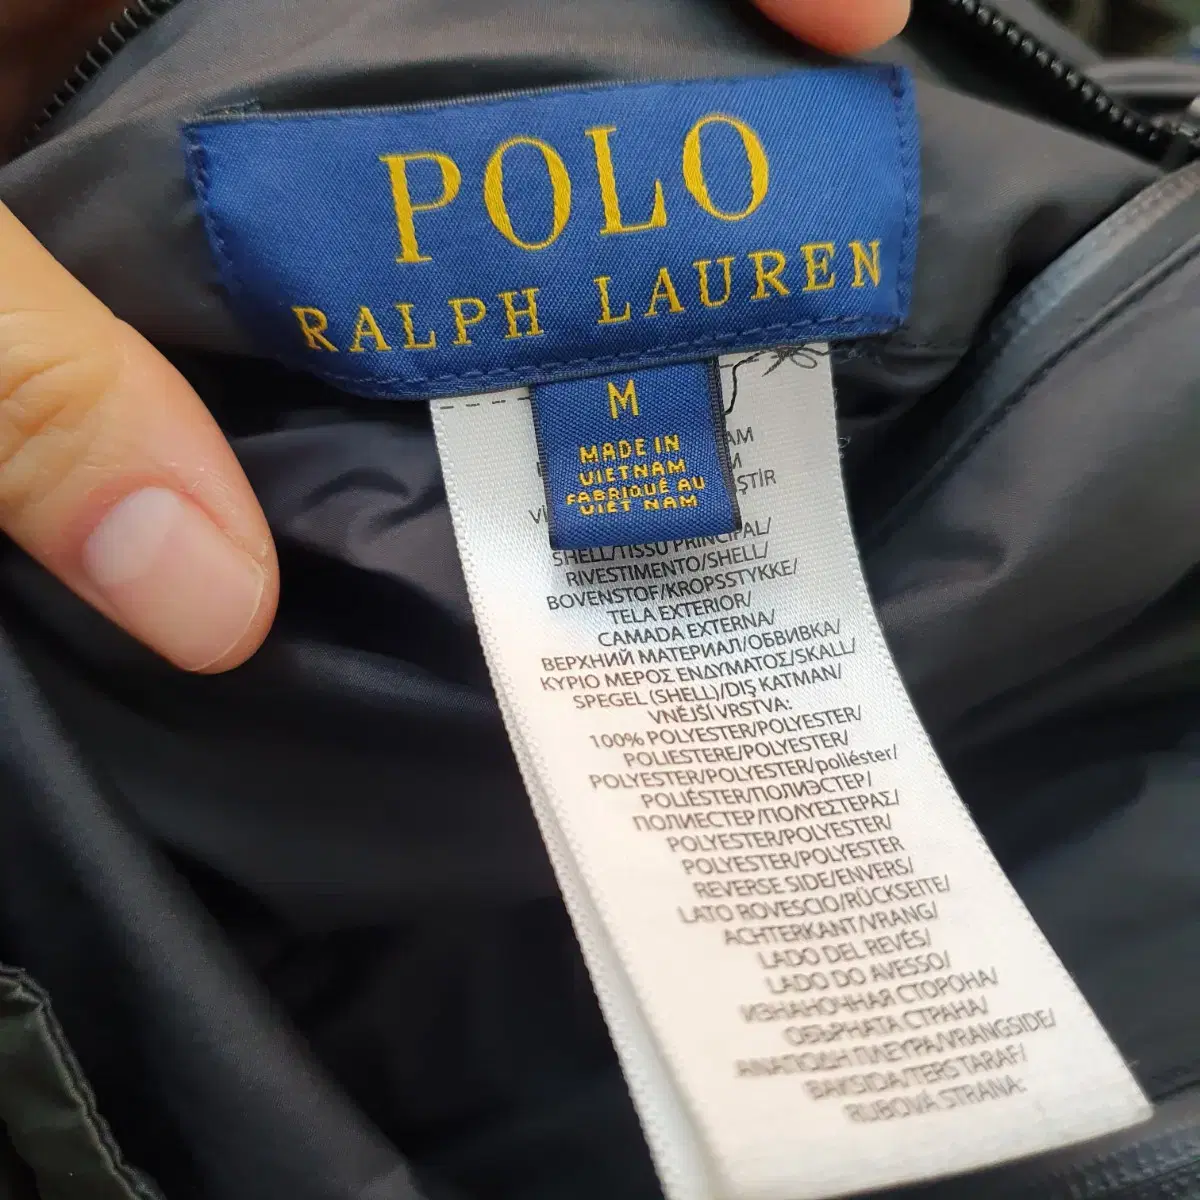 POLO
RALPH LAUREN
M
MADE IN
VIETNAM
FABRIQUÉ AU
VIÊT NAM
SHELL/TISSU PRINCIPAL/
RIVESTIMENTO/SHELL/
BOVENSTOF/KROPSSTYKKE/
TELA EXTERIOR/
CAMADA EXTERNA/
ВЕРХНИЙ МАТЕРИАЛ/ОБВИВКА/
ΚΥΡΙΟ ΜΕΡΟΣ ΕΝΔΥΜΑΤΟΣ/SKALL/
SPEGEL (SHELL)/DIŞ KATMAN/
VNĚJŠÍ VRSTVA:
100% POLYESTER/POLYESTER/
POLIESTERE/POLYESTER/
POLYESTER/POLYESTER/poliéster/
POLIÉSTER/ПОЛИЭСТЕР/
ПОЛИЕСТЕР/ΠΟΛΥΕΣΤΕΡΑΣ/
POLYESTER/POLYESTER/
POLYESTER/POLYESTER
REVERSE SIDE/ENVERS/
LATO ROVESCIO/RÜCKSEITE/
ACHTERKANT/VRANG/
LADO DEL REVÉS/
LADO DO AVESSO/
ИЗНАНОЧНАЯ СТОРОНА/
ОБЪРНАТА СТРАНА/
ΑΝΑΠΟΔΗ ΠΛΕΥΡΑ/VRANGSIDE/
BAKSIDA/TERS TARAF/
RUBOVÁ STRANA: